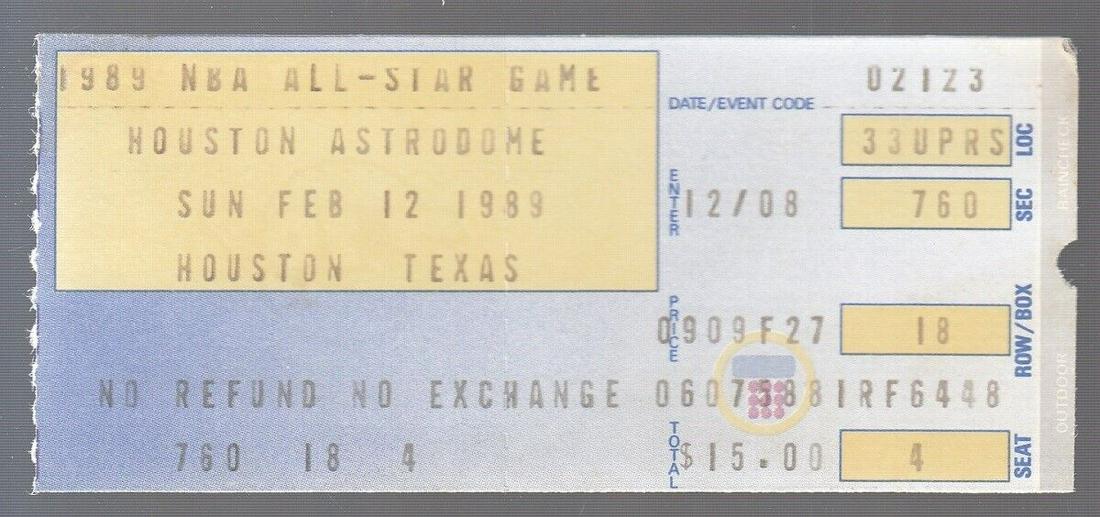 1989 NBA ALL-STAR GAME 02123
DATE/EVENT CODE
HOUSTON ASTRODOME 33UPRS LOC
SUN FEB 12 1989 ENTER 12/08 760 SEC
HOUSTON TEXAS
PRICE 0909F27 18 ROW/BOX
NO REFUND NO EXCHANGE 06075881RF6448
760 18 4 TOTAL $15.00 4 SEAT
RAINCHECK
OUTDOOR